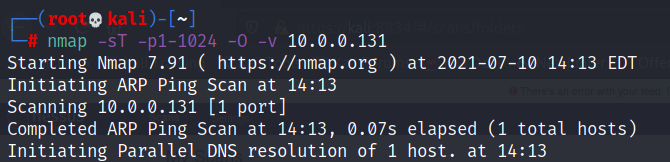 ┌──(root💀kali)-[~]
└─# nmap -sT -p1-1024 -O -v 10.0.0.131
Starting Nmap 7.91 ( https://nmap.org ) at 2021-07-10 14:13 EDT
Initiating ARP Ping Scan at 14:13
Scanning 10.0.0.131 [1 port]
Completed ARP Ping Scan at 14:13, 0.07s elapsed (1 total hosts)
Initiating Parallel DNS resolution of 1 host. at 14:13